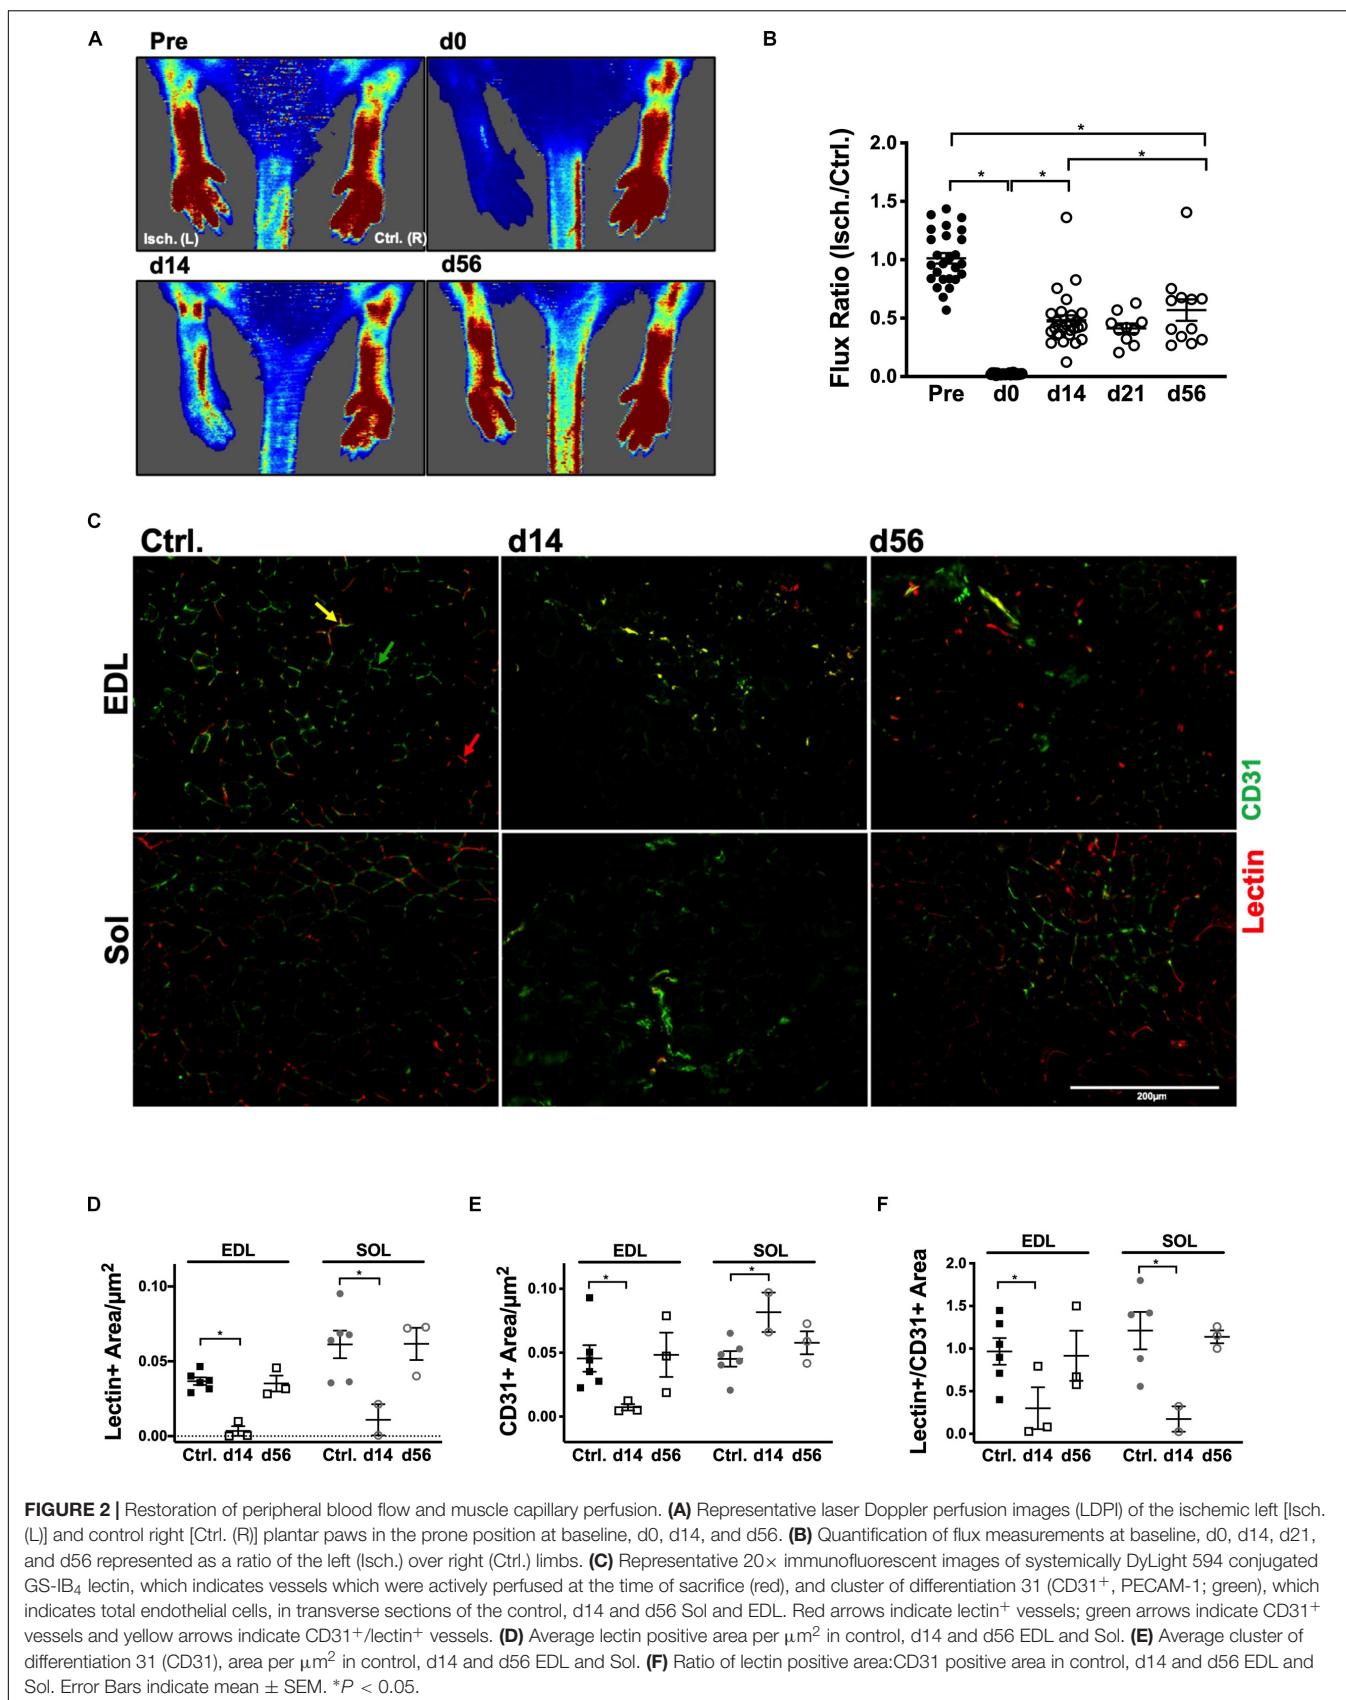 A
Pre
d0
Isch. (L)
Ctrl. (R)
d14
d56
B
Flux Ratio (Isch./Ctrl.)
2.0
1.5
1.0
0.5
0.0
*
*
*
*
Pre d0 d14 d21 d56
C
Ctrl. d14 d56
EDL
Sol
CD31
Lectin
200µm
D
EDL SOL
Lectin+ Area/µm²
0.10
0.05
0.00
*
*
Ctrl. d14 d56 Ctrl. d14 d56
E
EDL SOL
CD31+ Area/µm²
0.10
0.05
0.00
*
*
Ctrl. d14 d56 Ctrl. d14 d56
F
EDL SOL
Lectin+/CD31+ Area
2.0
1.5
1.0
0.5
0.0
*
*
Ctrl. d14 d56 Ctrl. d14 d56
FIGURE 2 | Restoration of peripheral blood flow and muscle capillary perfusion. (A) Representative laser Doppler perfusion images (LDPI) of the ischemic left [Isch.
(L)] and control right [Ctrl. (R)] plantar paws in the prone position at baseline, d0, d14, and d56. (B) Quantification of flux measurements at baseline, d0, d14, d21,
and d56 represented as a ratio of the left (Isch.) over right (Ctrl.) limbs. (C) Representative 20× immunofluorescent images of systemically DyLight 594 conjugated
GS-IB₄ lectin, which indicates vessels which were actively perfused at the time of sacrifice (red), and cluster of differentiation 31 (CD31⁺, PECAM-1; green), which
indicates total endothelial cells, in transverse sections of the control, d14 and d56 Sol and EDL. Red arrows indicate lectin⁺ vessels; green arrows indicate CD31⁺
vessels and yellow arrows indicate CD31⁺/lectin⁺ vessels. (D) Average lectin positive area per µm² in control, d14 and d56 EDL and Sol. (E) Average cluster of
differentiation 31 (CD31), area per µm² in control, d14 and d56 EDL and Sol. (F) Ratio of lectin positive area:CD31 positive area in control, d14 and d56 EDL and
Sol. Error Bars indicate mean ± SEM. *P < 0.05.